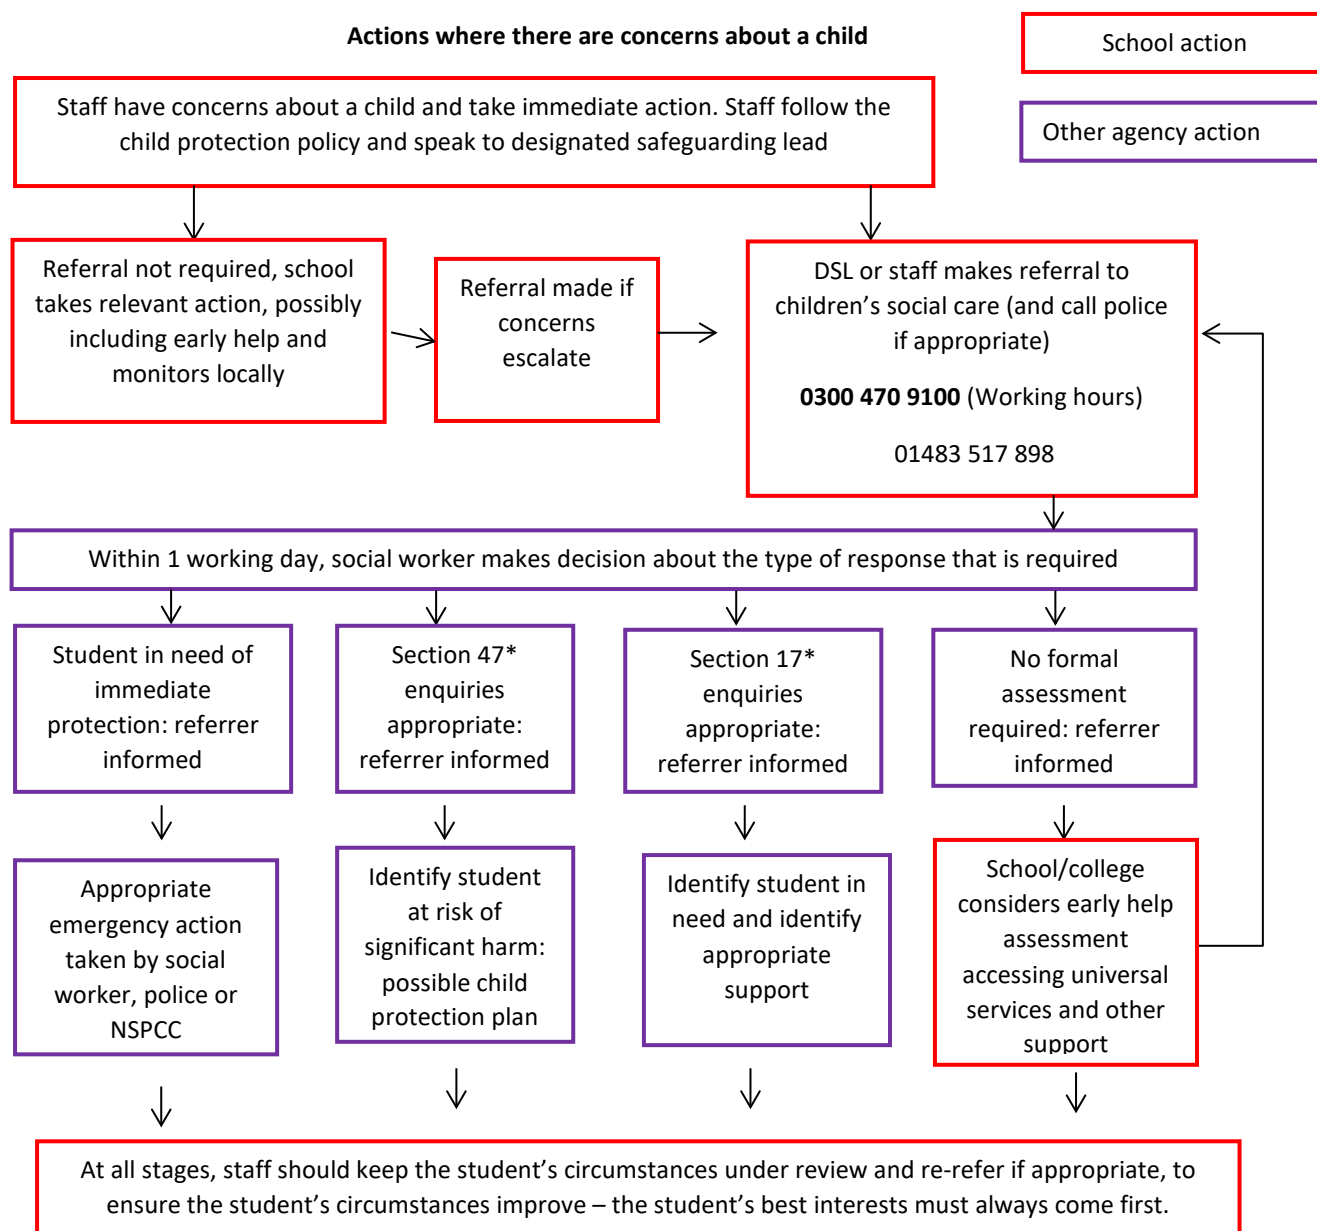 Actions where there are concerns about a child
School action
Other agency action
Staff have concerns about a child and take immediate action. Staff follow the
child protection policy and speak to designated safeguarding lead
Referral not required, school
takes relevant action, possibly
including early help and
monitors locally
Referral made if
concerns
escalate
DSL or staff makes referral to
children’s social care (and call police
if appropriate)
0300 470 9100 (Working hours)
01483 517 898
Within 1 working day, social worker makes decision about the type of response that is required
Student in need of
immediate
protection: referrer
informed
Section 47*
enquiries
appropriate:
referrer informed
Section 17*
enquiries
appropriate:
referrer informed
No formal
assessment
required: referrer
informed
Appropriate
emergency action
taken by social
worker, police or
NSPCC
Identify student
at risk of
significant harm:
possible child
protection plan
Identify student in
need and identify
appropriate
support
School/college
considers early help
assessment
accessing universal
services and other
support
At all stages, staff should keep the student’s circumstances under review and re-refer if appropriate, to
ensure the student’s circumstances improve – the student’s best interests must always come first.